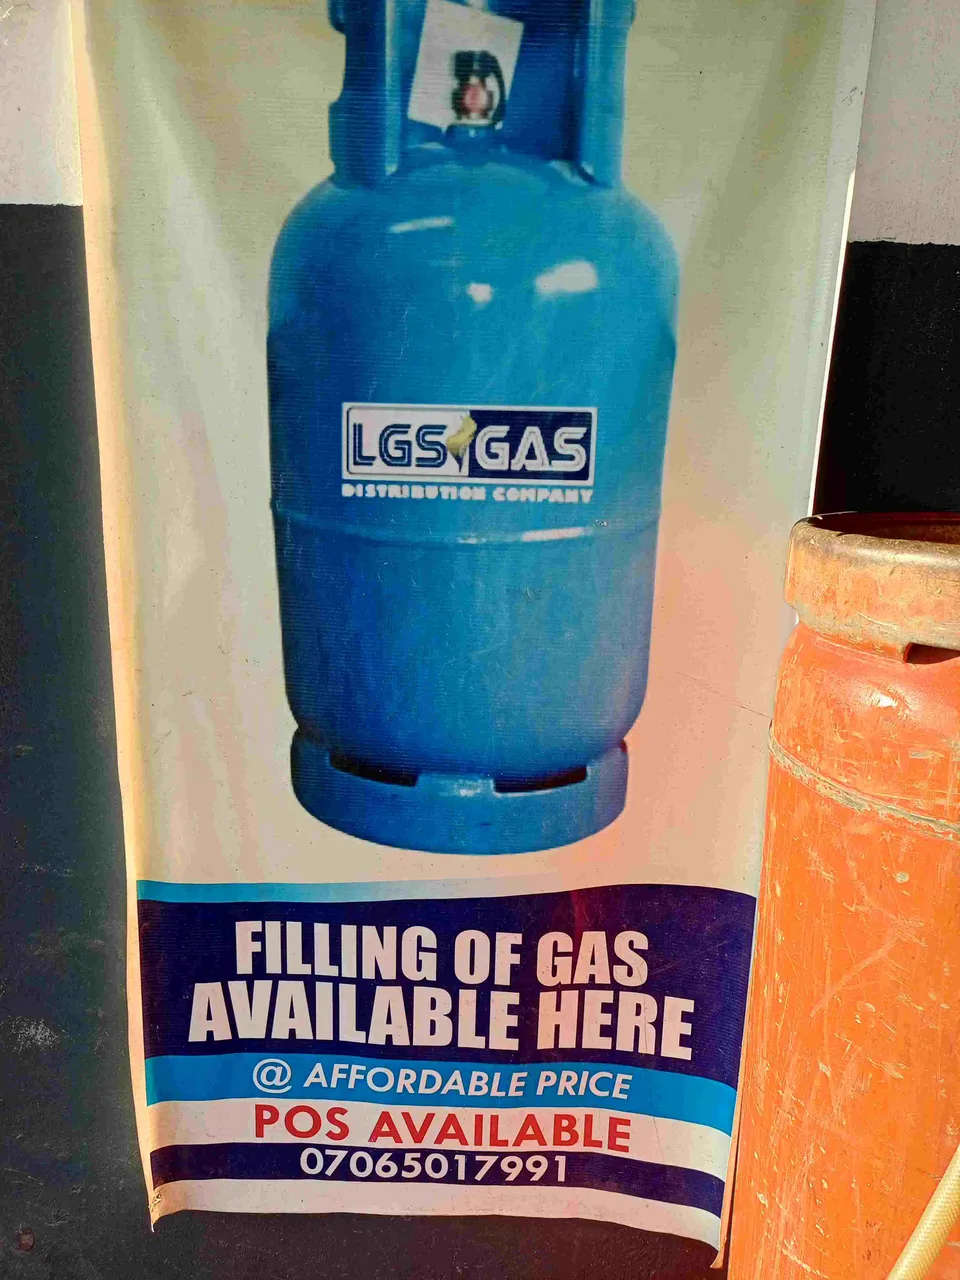 LGS GAS
DISTRIBUTION COMPANY
FILLING OF GAS
AVAILABLE HERE
@ AFFORDABLE PRICE
POS AVAILABLE
07065017991